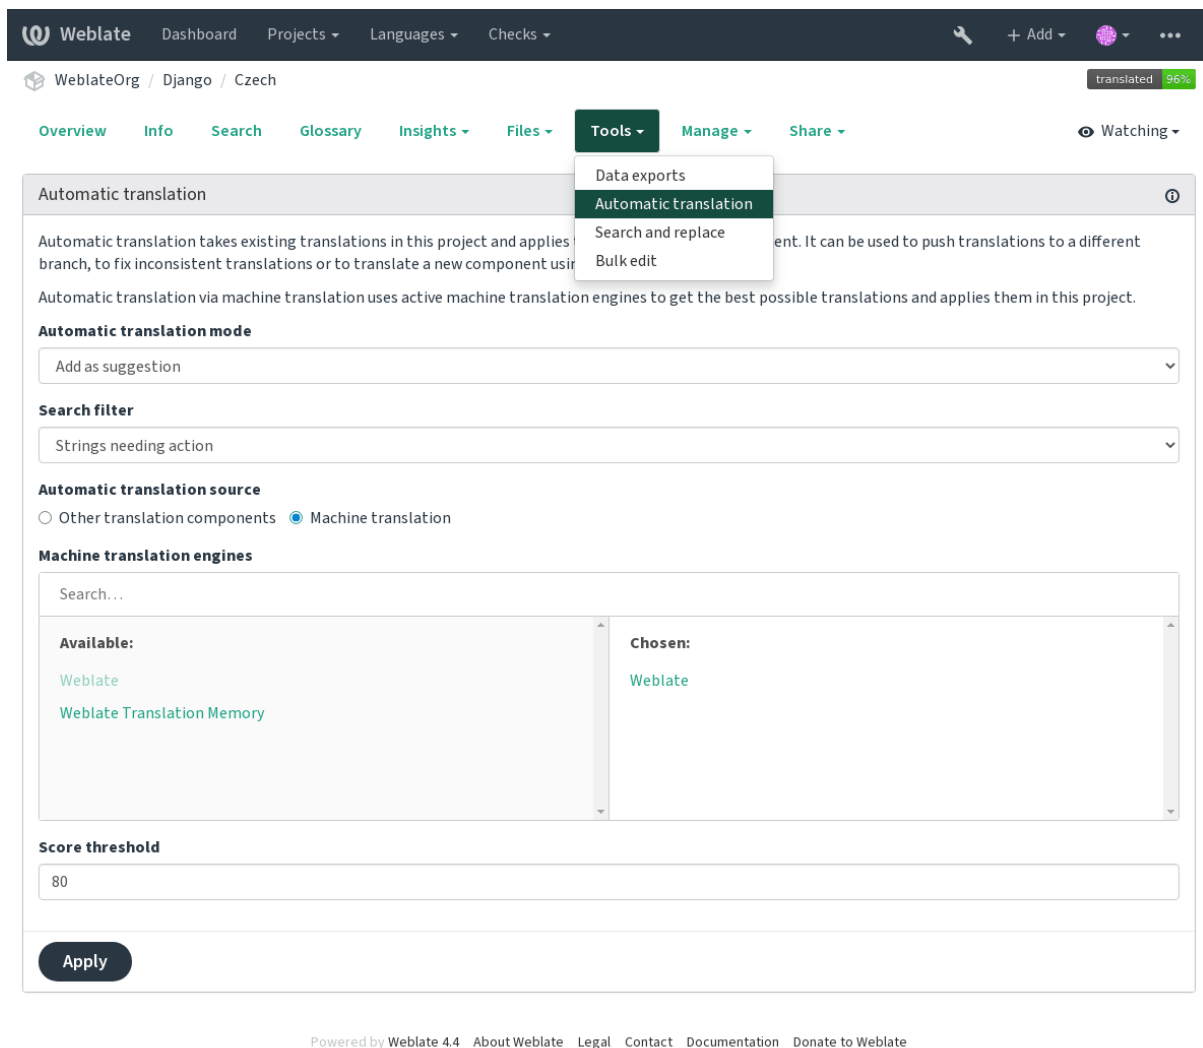 Weblate Dashboard Projects Languages Checks + Add
WeblateOrg / Django / Czech translated 96%
Overview Info Search Glossary Insights Files Tools Manage Share Watching
Data exports
Automatic translation
Search and replace
Bulk edit
Automatic translation
Automatic translation takes existing translations in this project and applies ent. It can be used to push translations to a different
branch, to fix inconsistent translations or to translate a new component
Automatic translation via machine translation uses active machine translation engines to get the best possible translations and applies them in this project.
Automatic translation mode
Add as suggestion
Search filter
Strings needing action
Automatic translation source
Other translation components Machine translation
Machine translation engines
Search…
Available:
Weblate
Weblate Translation Memory
Chosen:
Weblate
Score threshold
80
Apply
Powered by Weblate 4.4 About Weblate Legal Contact Documentation Donate to Weblate